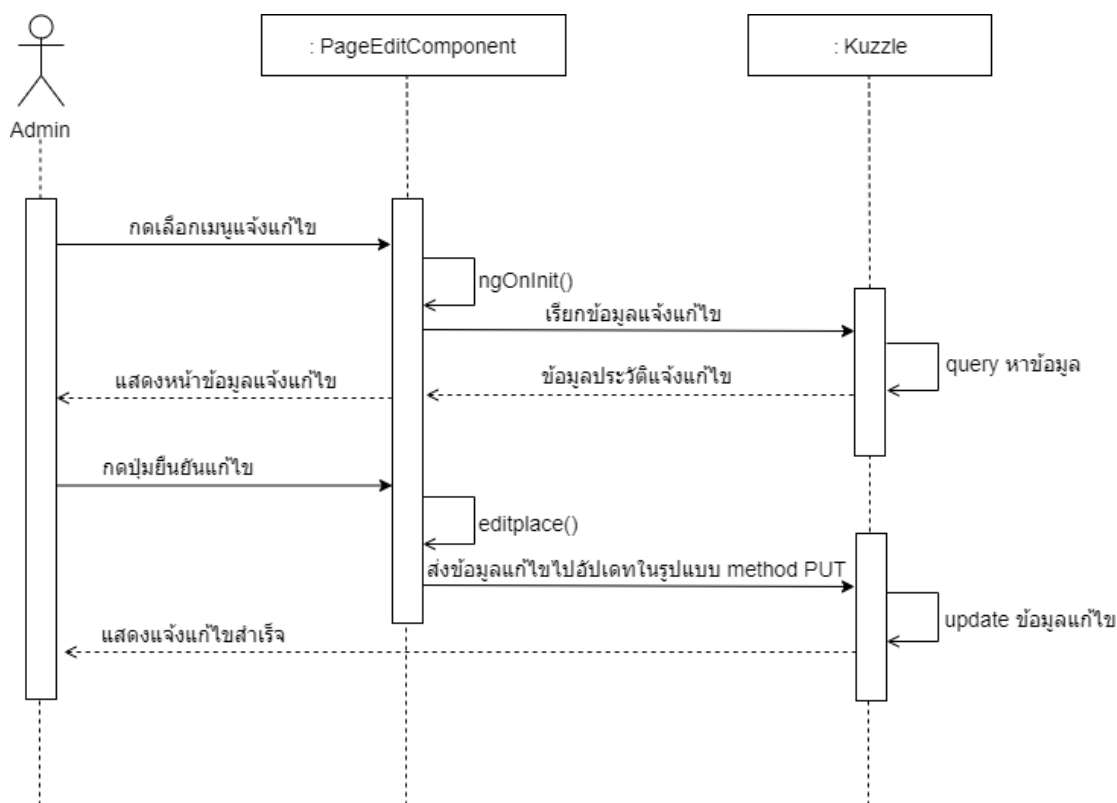 : PageEditComponent
: Kuzzle
Admin
กดเลือกเมนูแจ้งแก้ไข
ngOnInit()
เรียกข้อมูลแจ้งแก้ไข
query หาข้อมูล
ข้อมูลประวัติแจ้งแก้ไข
แสดงหน้าข้อมูลแจ้งแก้ไข
กดปุ่มยืนยันแก้ไข
editplace()
ส่งข้อมูลแก้ไขไปอัปเดทในรูปแบบ method PUT
update ข้อมูลแก้ไข
แสดงแจ้งแก้ไขสำเร็จ